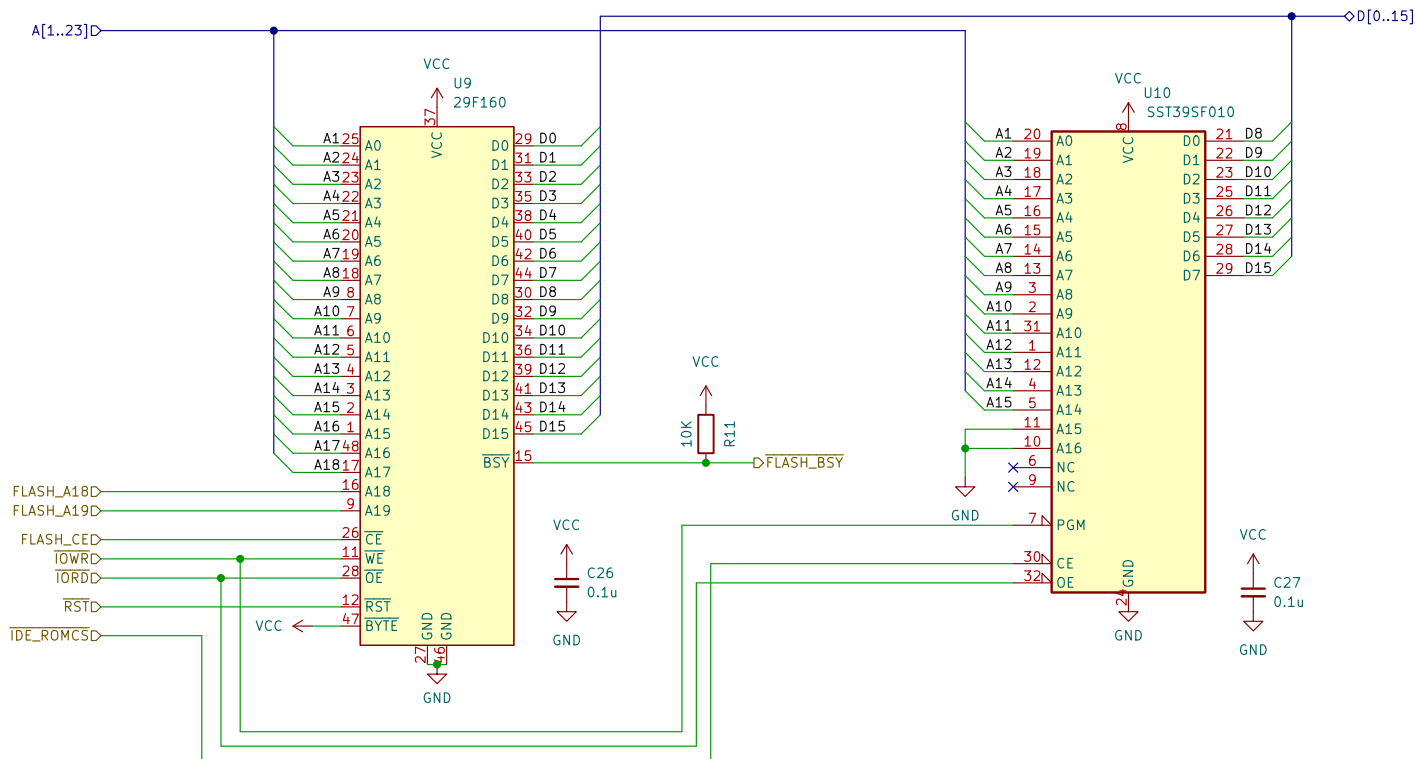 A[1..23]
D[0..15]
VCC
U9
29F160
VCC
U10
SST39SF010
37
VCC
8
VCC
A1 25 A0
D0 29 D0
A2 24 A1
D1 31 D1
A3 23 A2
D2 33 D2
A4 22 A3
D3 35 D3
A5 21 A4
D4 38 D4
A6 20 A5
D5 40 D5
A7 19 A6
D6 42 D6
A8 18 A7
D7 44 D7
A9 8 A8
D8 30 D8
A10 7 A9
D9 32 D9
A11 6 A10
D10 34 D10
A12 5 A11
D11 36 D11
A13 4 A12
D12 39 D12
A14 3 A13
D13 41 D13
A15 2 A14
D14 43 D14
A16 1 A15
D15 45 D15
A17 48 A16
A18 17 A17
BSY 15
FLASH_BSY
FLASH_A18 16 A18
FLASH_A19 9 A19
FLASH_CE 26 CE
IOWR 11 WE
IORD 28 OE
RST 12 RST
VCC 47 BYTE
IDE_ROMCS
GND
GND
27
46
GND
VCC
10K
R11
VCC
C26
0.1u
GND
A1 20 A0
D0 21 D8
A2 19 A1
D1 22 D9
A3 18 A2
D2 23 D10
A4 17 A3
D3 25 D11
A5 16 A4
D4 26 D12
A6 15 A5
D5 27 D13
A7 14 A6
D6 28 D14
A8 13 A7
D7 29 D15
A9 3 A8
A10 2 A9
A11 31 A10
A12 1 A11
A13 12 A12
A14 4 A13
A15 5 A14
11 A15
10 A16
6 NC
9 NC
GND
7 PGM
30 CE
32 OE
GND
24
GND
VCC
C27
0.1u
GND